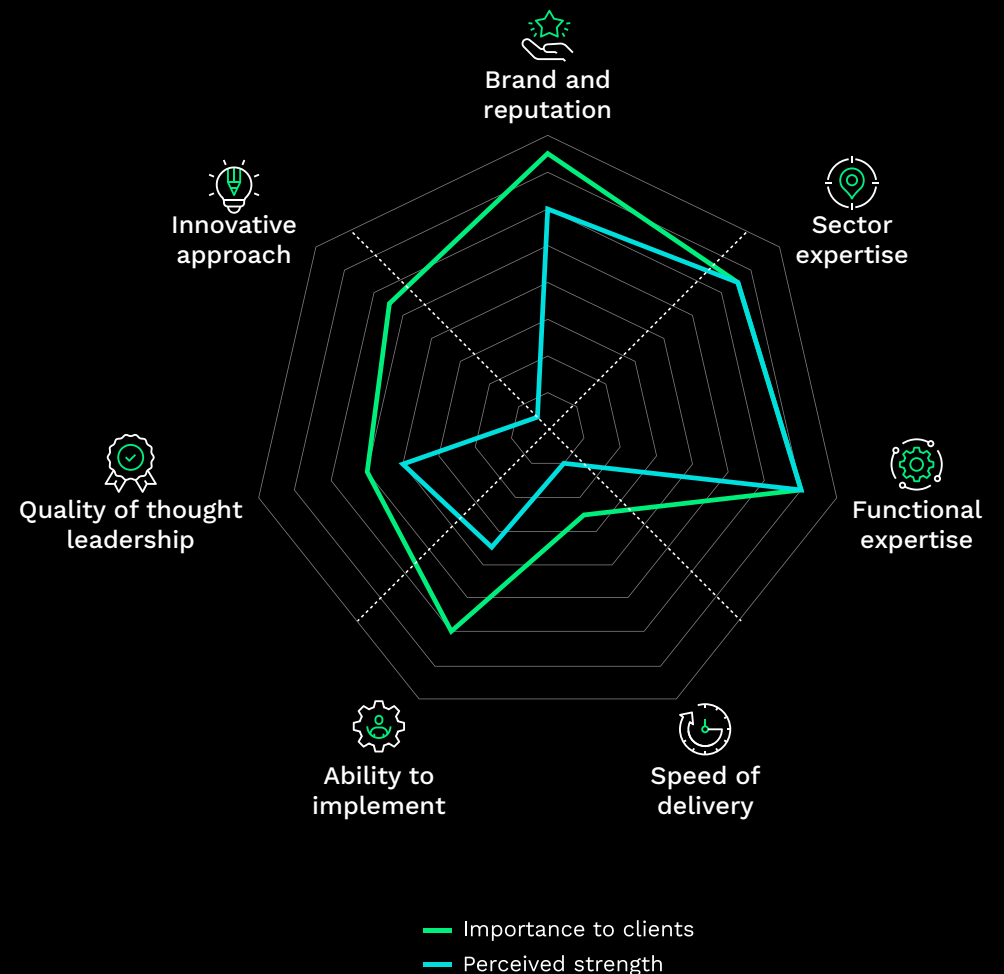 Brand and
reputation
Innovative
approach
Sector
expertise
Quality of thought
leadership
Functional
expertise
Ability to
implement
Speed of
delivery
Importance to clients
Perceived strength